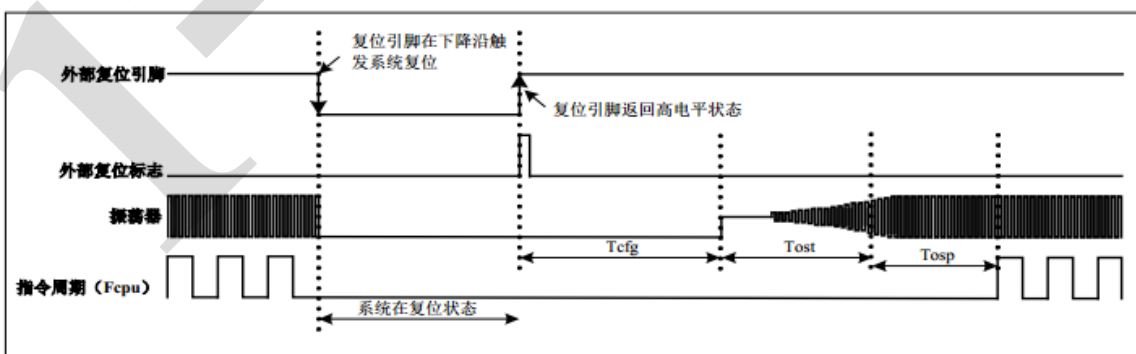 复位引脚在下降沿触
发系统复位
外部复位引脚
复位引脚返回高电平状态
外部复位标志
振荡器
Tcfg
Tost
Tosp
指令周期（Fcpu）
系统在复位状态